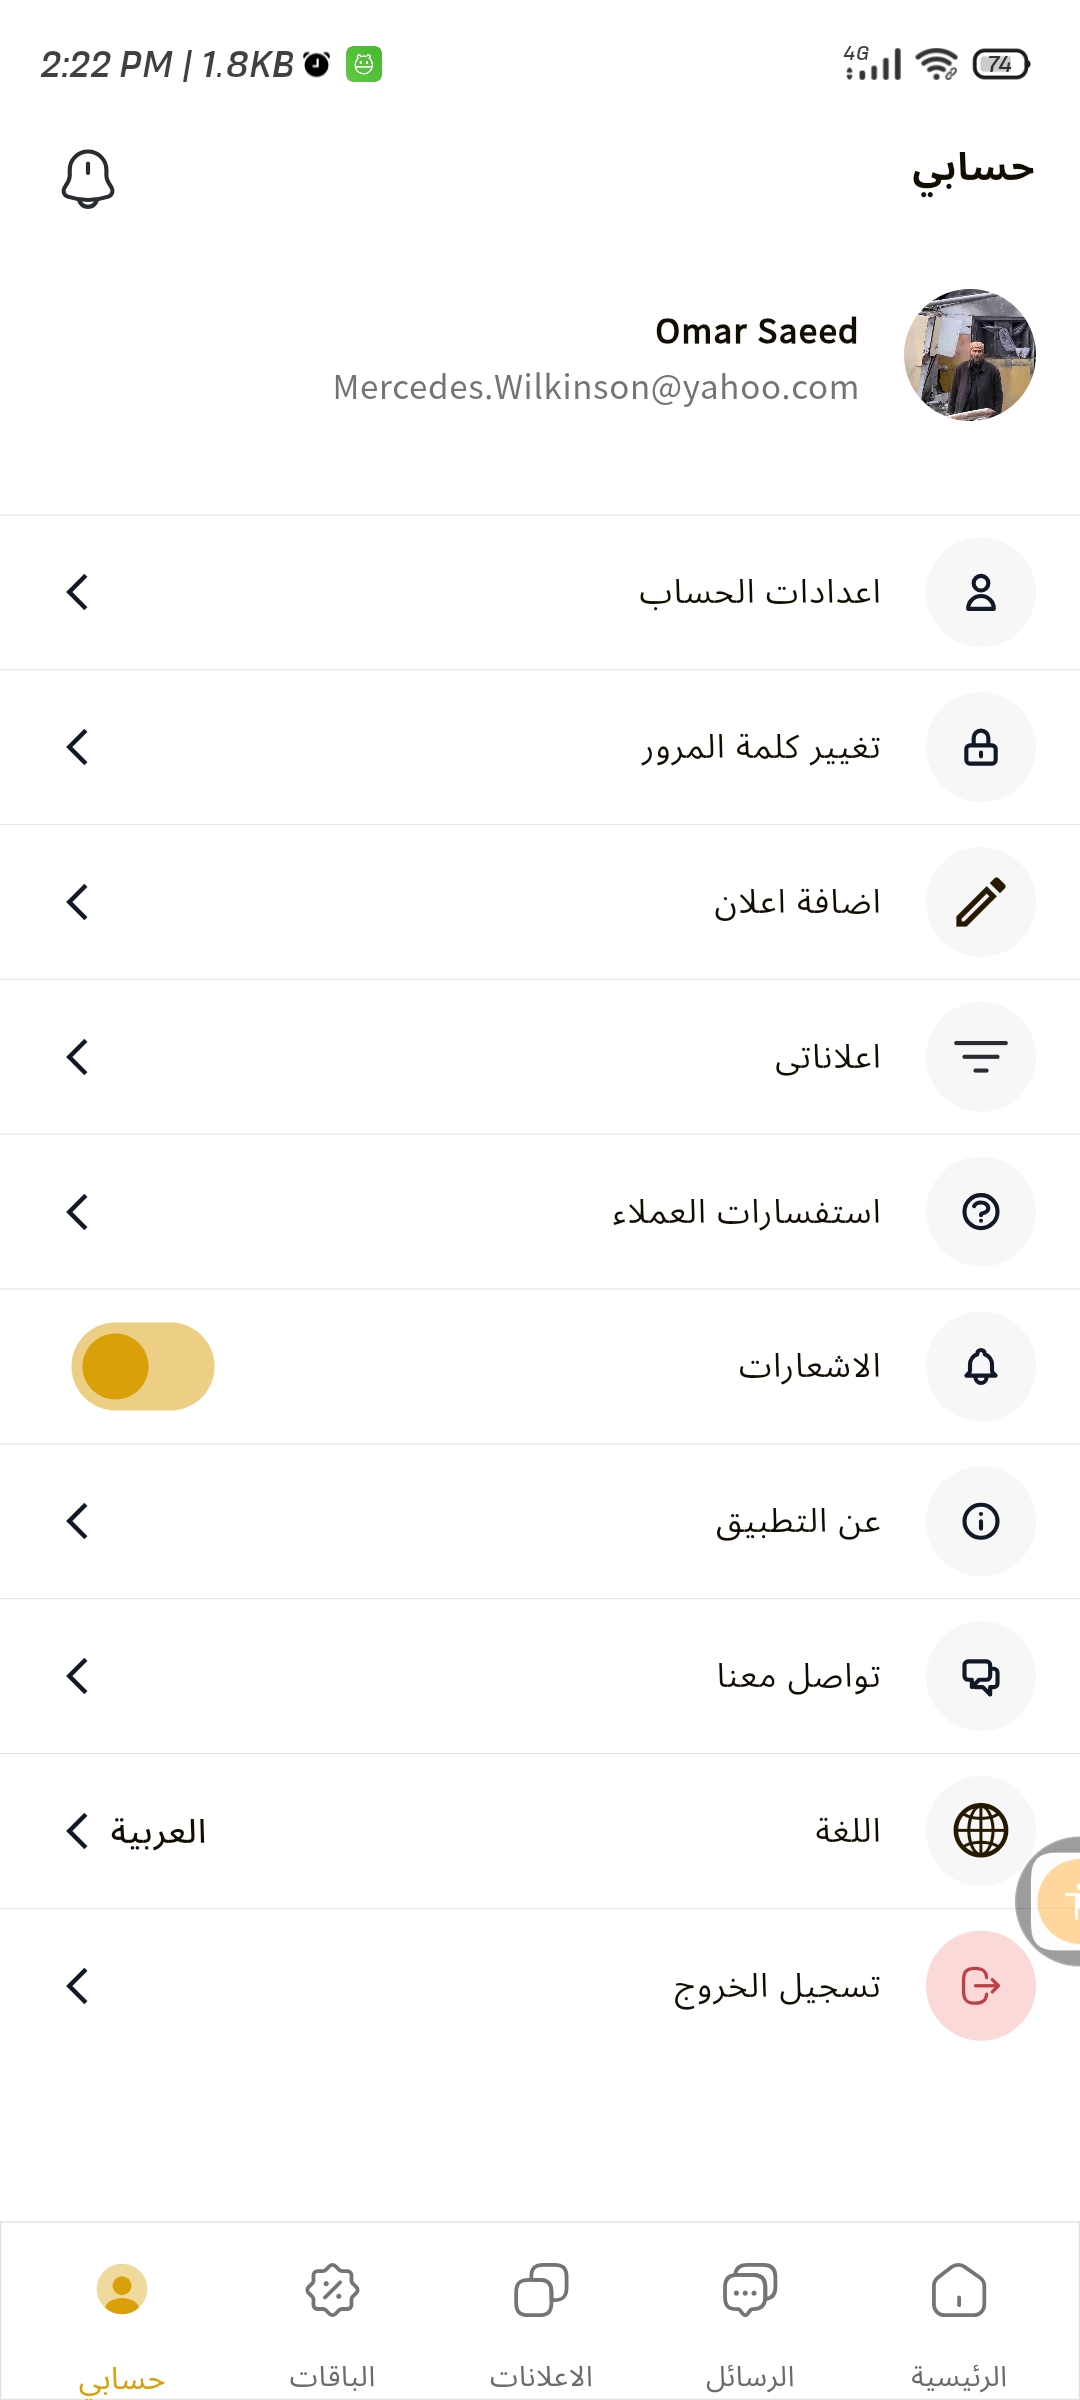 2:22 PM | 1.8KB
4G
74
حسابي
Omar Saeed
Mercedes.Wilkinson@yahoo.com
اعدادات الحساب
تغيير كلمة المرور
اضافة اعلان
اعلاناتى
استفسارات العملاء
الاشعارات
عن التطبيق
تواصل معنا
اللغة العربية
تسجيل الخروج
الرئيسية
الرسائل
الاعلانات
الباقات
حسابي